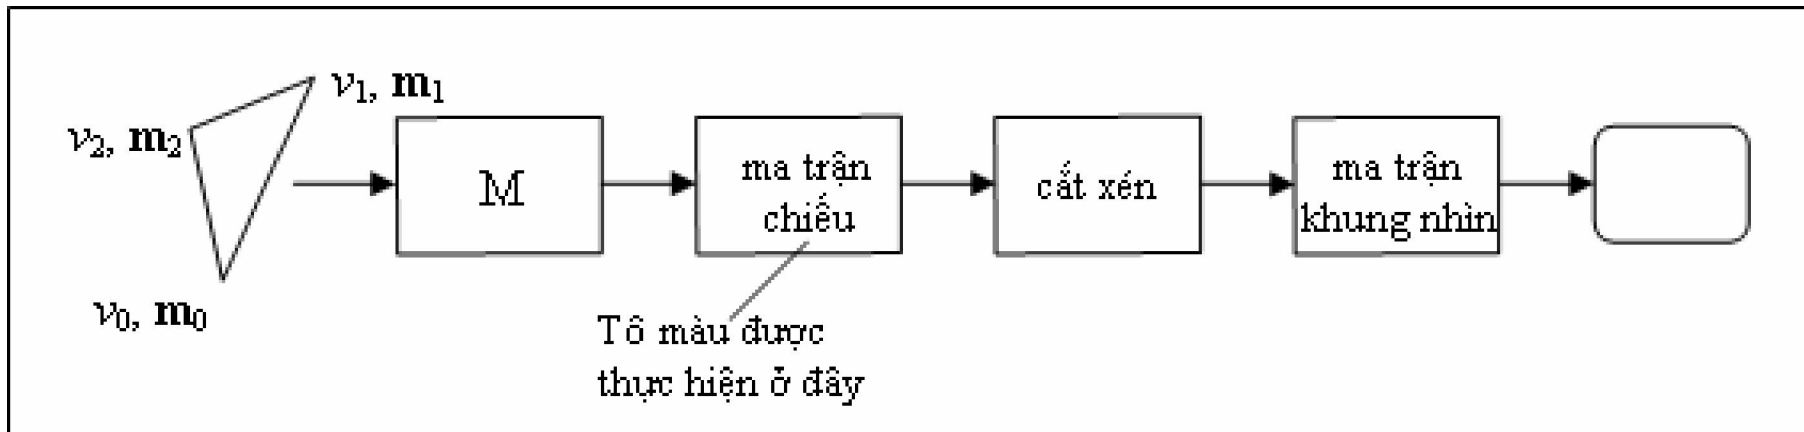 v₁, m₁
v₂, m₂
v₀, m₀
M
ma trận
chiếu
cắt xén
ma trận
khung nhìn
Tô màu được
thực hiện ở đây